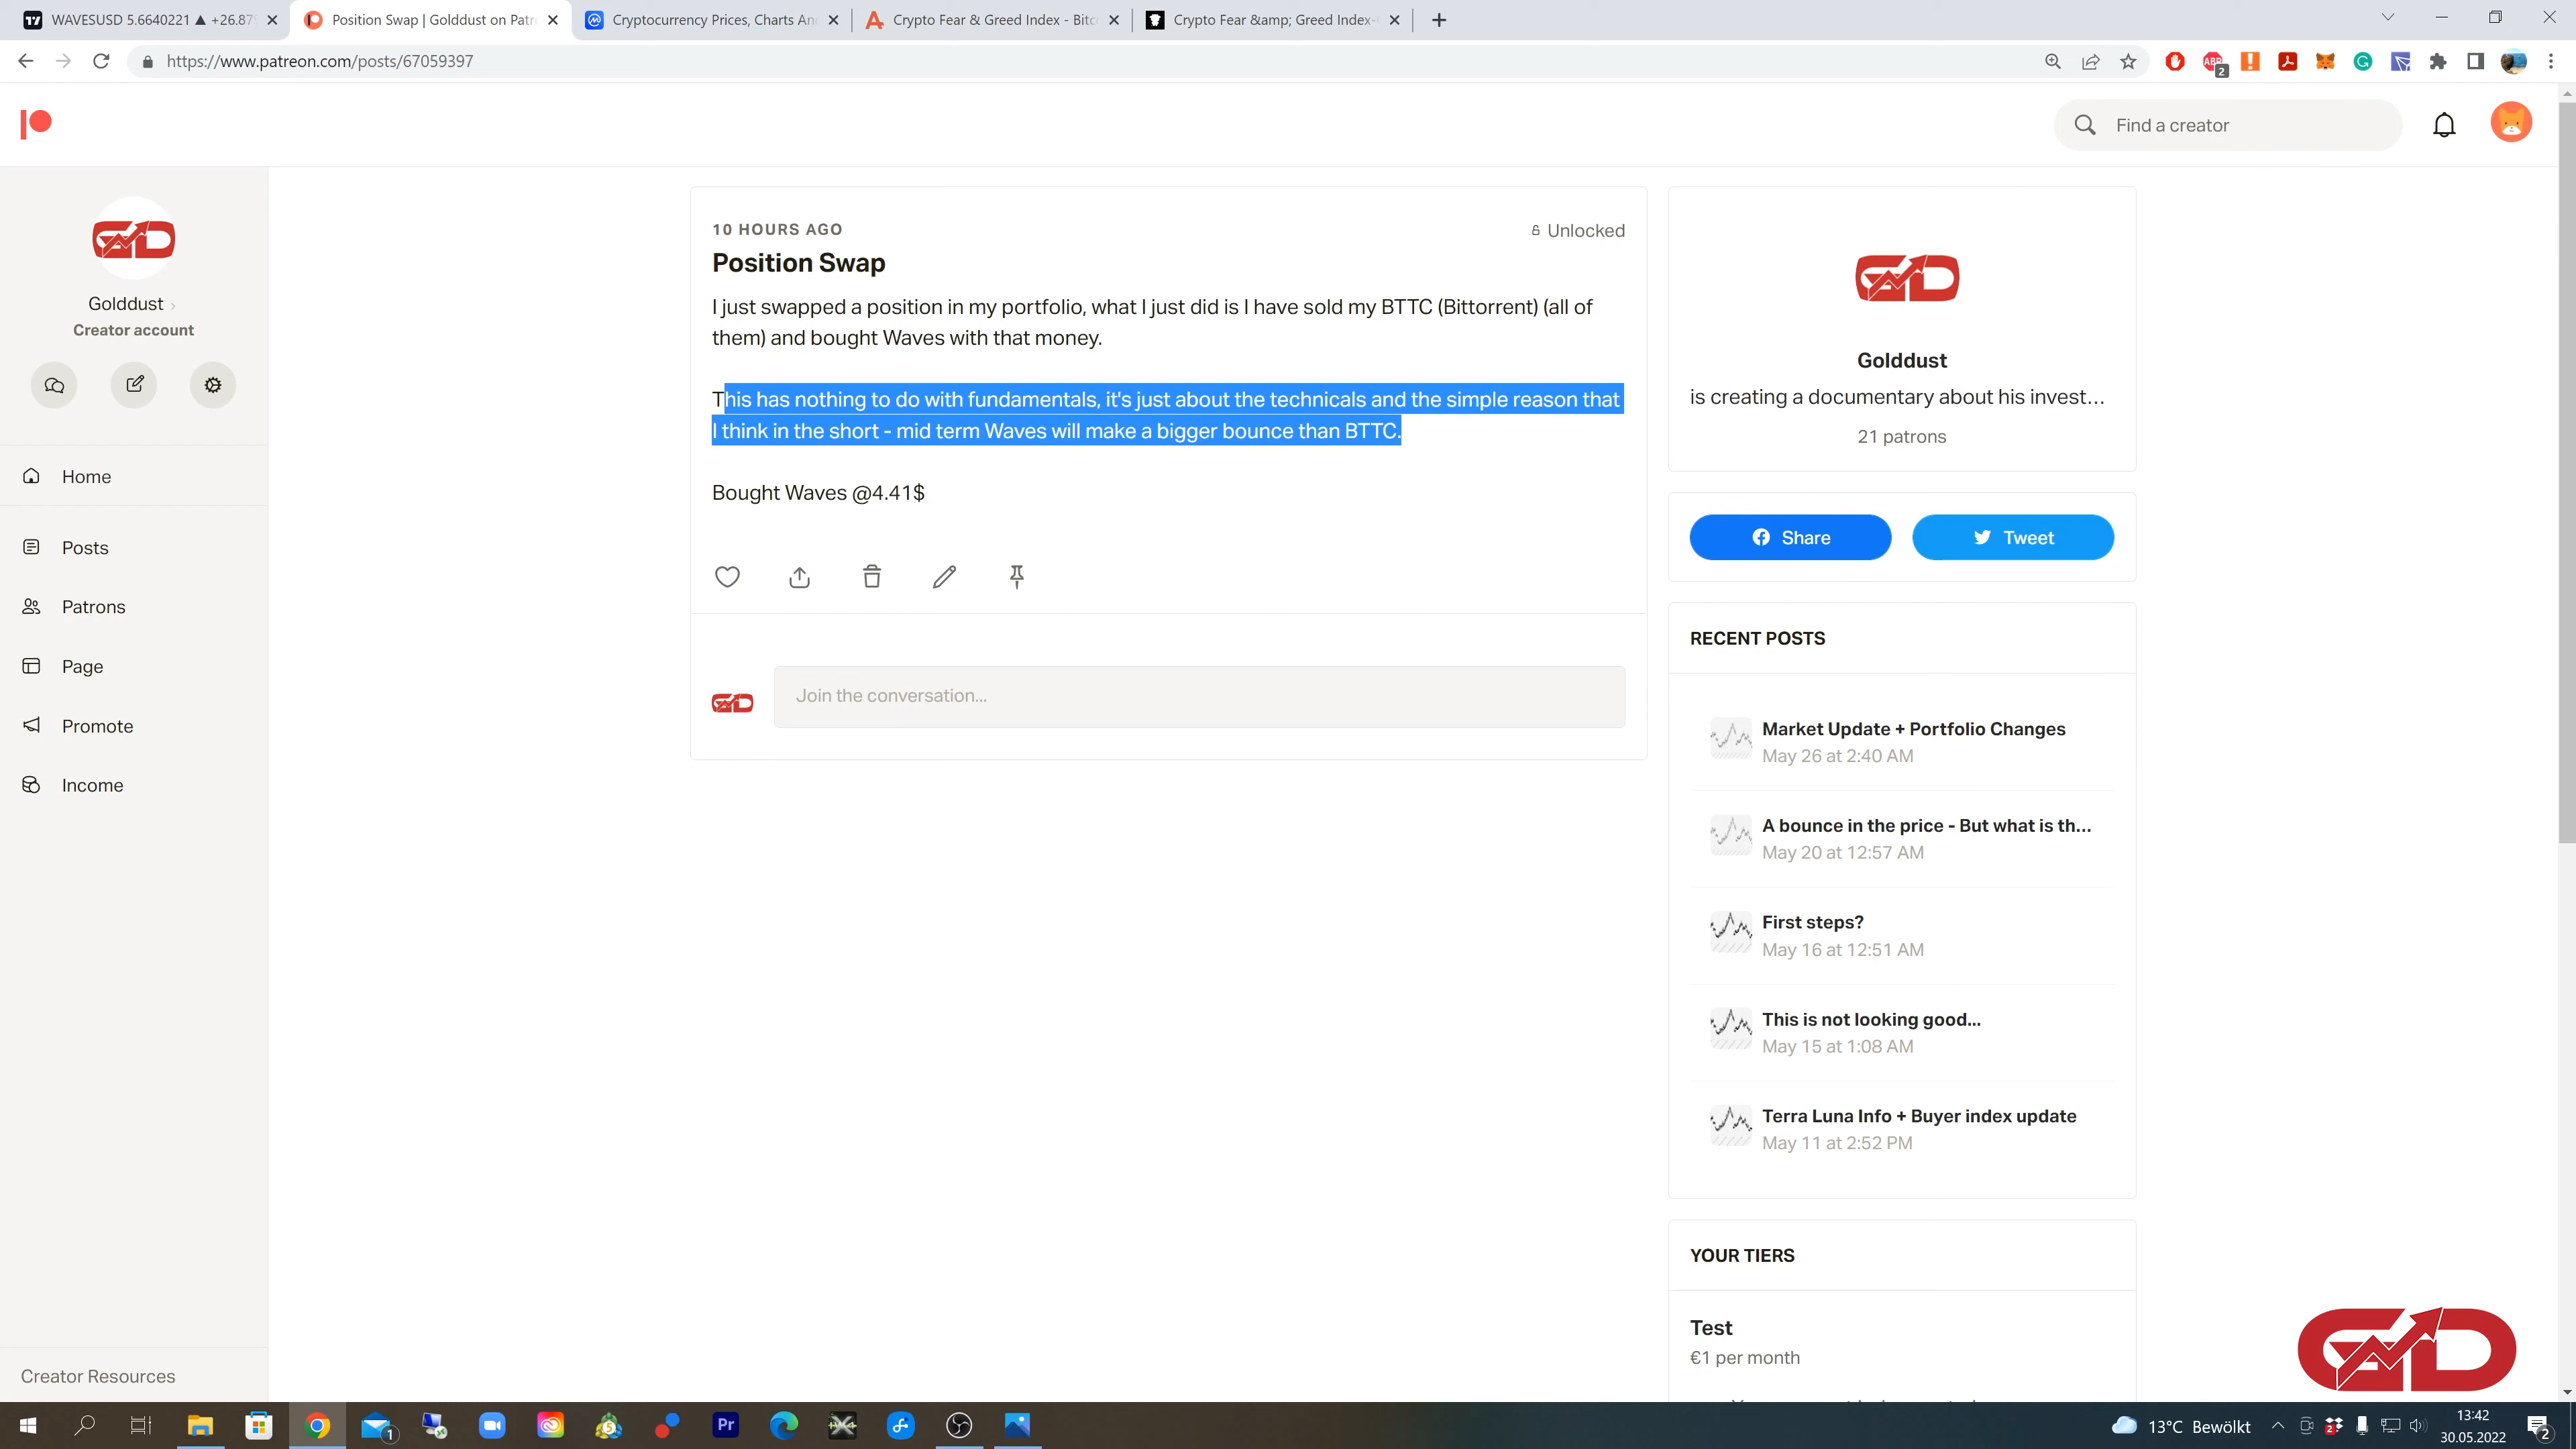 WAVESUSD 5.6640221 ▲ +26.87
Position Swap | Golddust on Patr
Cryptocurrency Prices, Charts An
Crypto Fear & Greed Index - Bitc
Crypto Fear &amp; Greed Index-
https://www.patreon.com/posts/67059397
ABP
2
Find a creator
Golddust
Creator account
Home
Posts
Patrons
Page
Promote
Income
Creator Resources
10 HOURS AGO
Unlocked
Position Swap
I just swapped a position in my portfolio, what I just did is I have sold my BTTC (Bittorrent) (all of
them) and bought Waves with that money.
This has nothing to do with fundamentals, it's just about the technicals and the simple reason that
I think in the short - mid term Waves will make a bigger bounce than BTTC.
Bought Waves @4.41$
GD
Join the conversation...
GD
Golddust
is creating a documentary about his invest...
21 patrons
Share
Tweet
RECENT POSTS
Market Update + Portfolio Changes
May 26 at 2:40 AM
A bounce in the price - But what is th...
May 20 at 12:57 AM
First steps?
May 16 at 12:51 AM
This is not looking good...
May 15 at 1:08 AM
Terra Luna Info + Buyer index update
May 11 at 2:52 PM
YOUR TIERS
Test
€1 per month
GD
1
Pr
13°C Bewölkt
2
13:42
30.05.2022
2